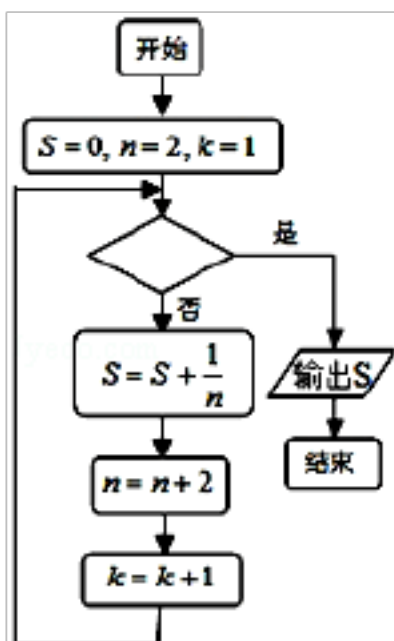 开始
S = 0, n = 2, k = 1
是
否
S = S + 1/n
输出S
n = n + 2
结束
k = k + 1